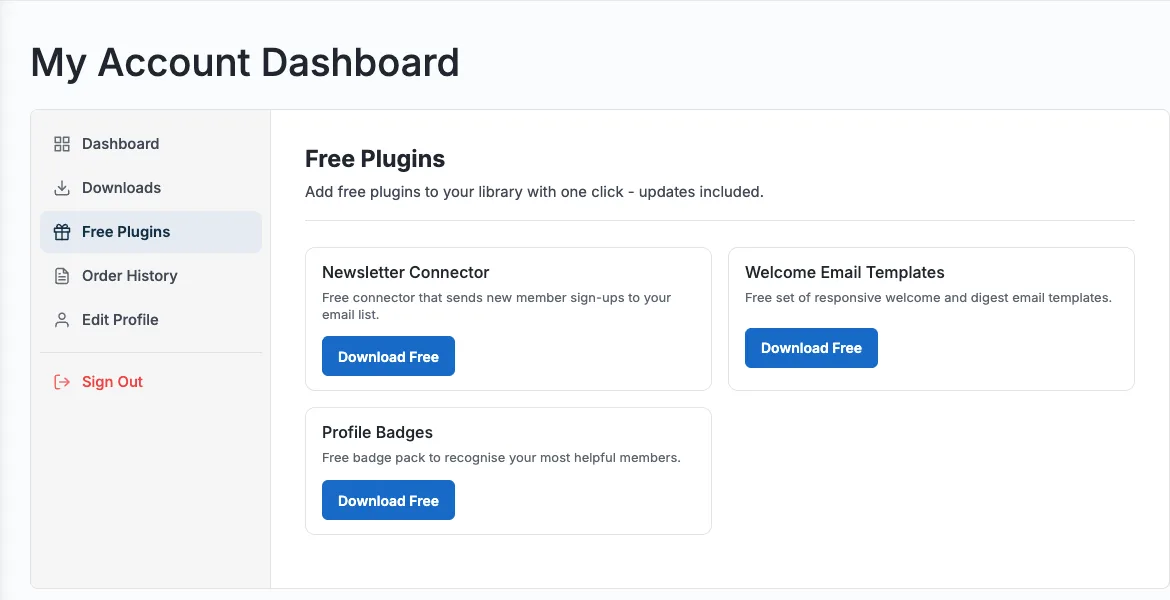 My Account Dashboard
Dashboard
Downloads
Free Plugins
Order History
Edit Profile
Sign Out
Free Plugins
Add free plugins to your library with one click - updates included.
Newsletter Connector
Free connector that sends new member sign-ups to your
email list.
Download Free
Welcome Email Templates
Free set of responsive welcome and digest email templates.
Download Free
Profile Badges
Free badge pack to recognise your most helpful members.
Download Free